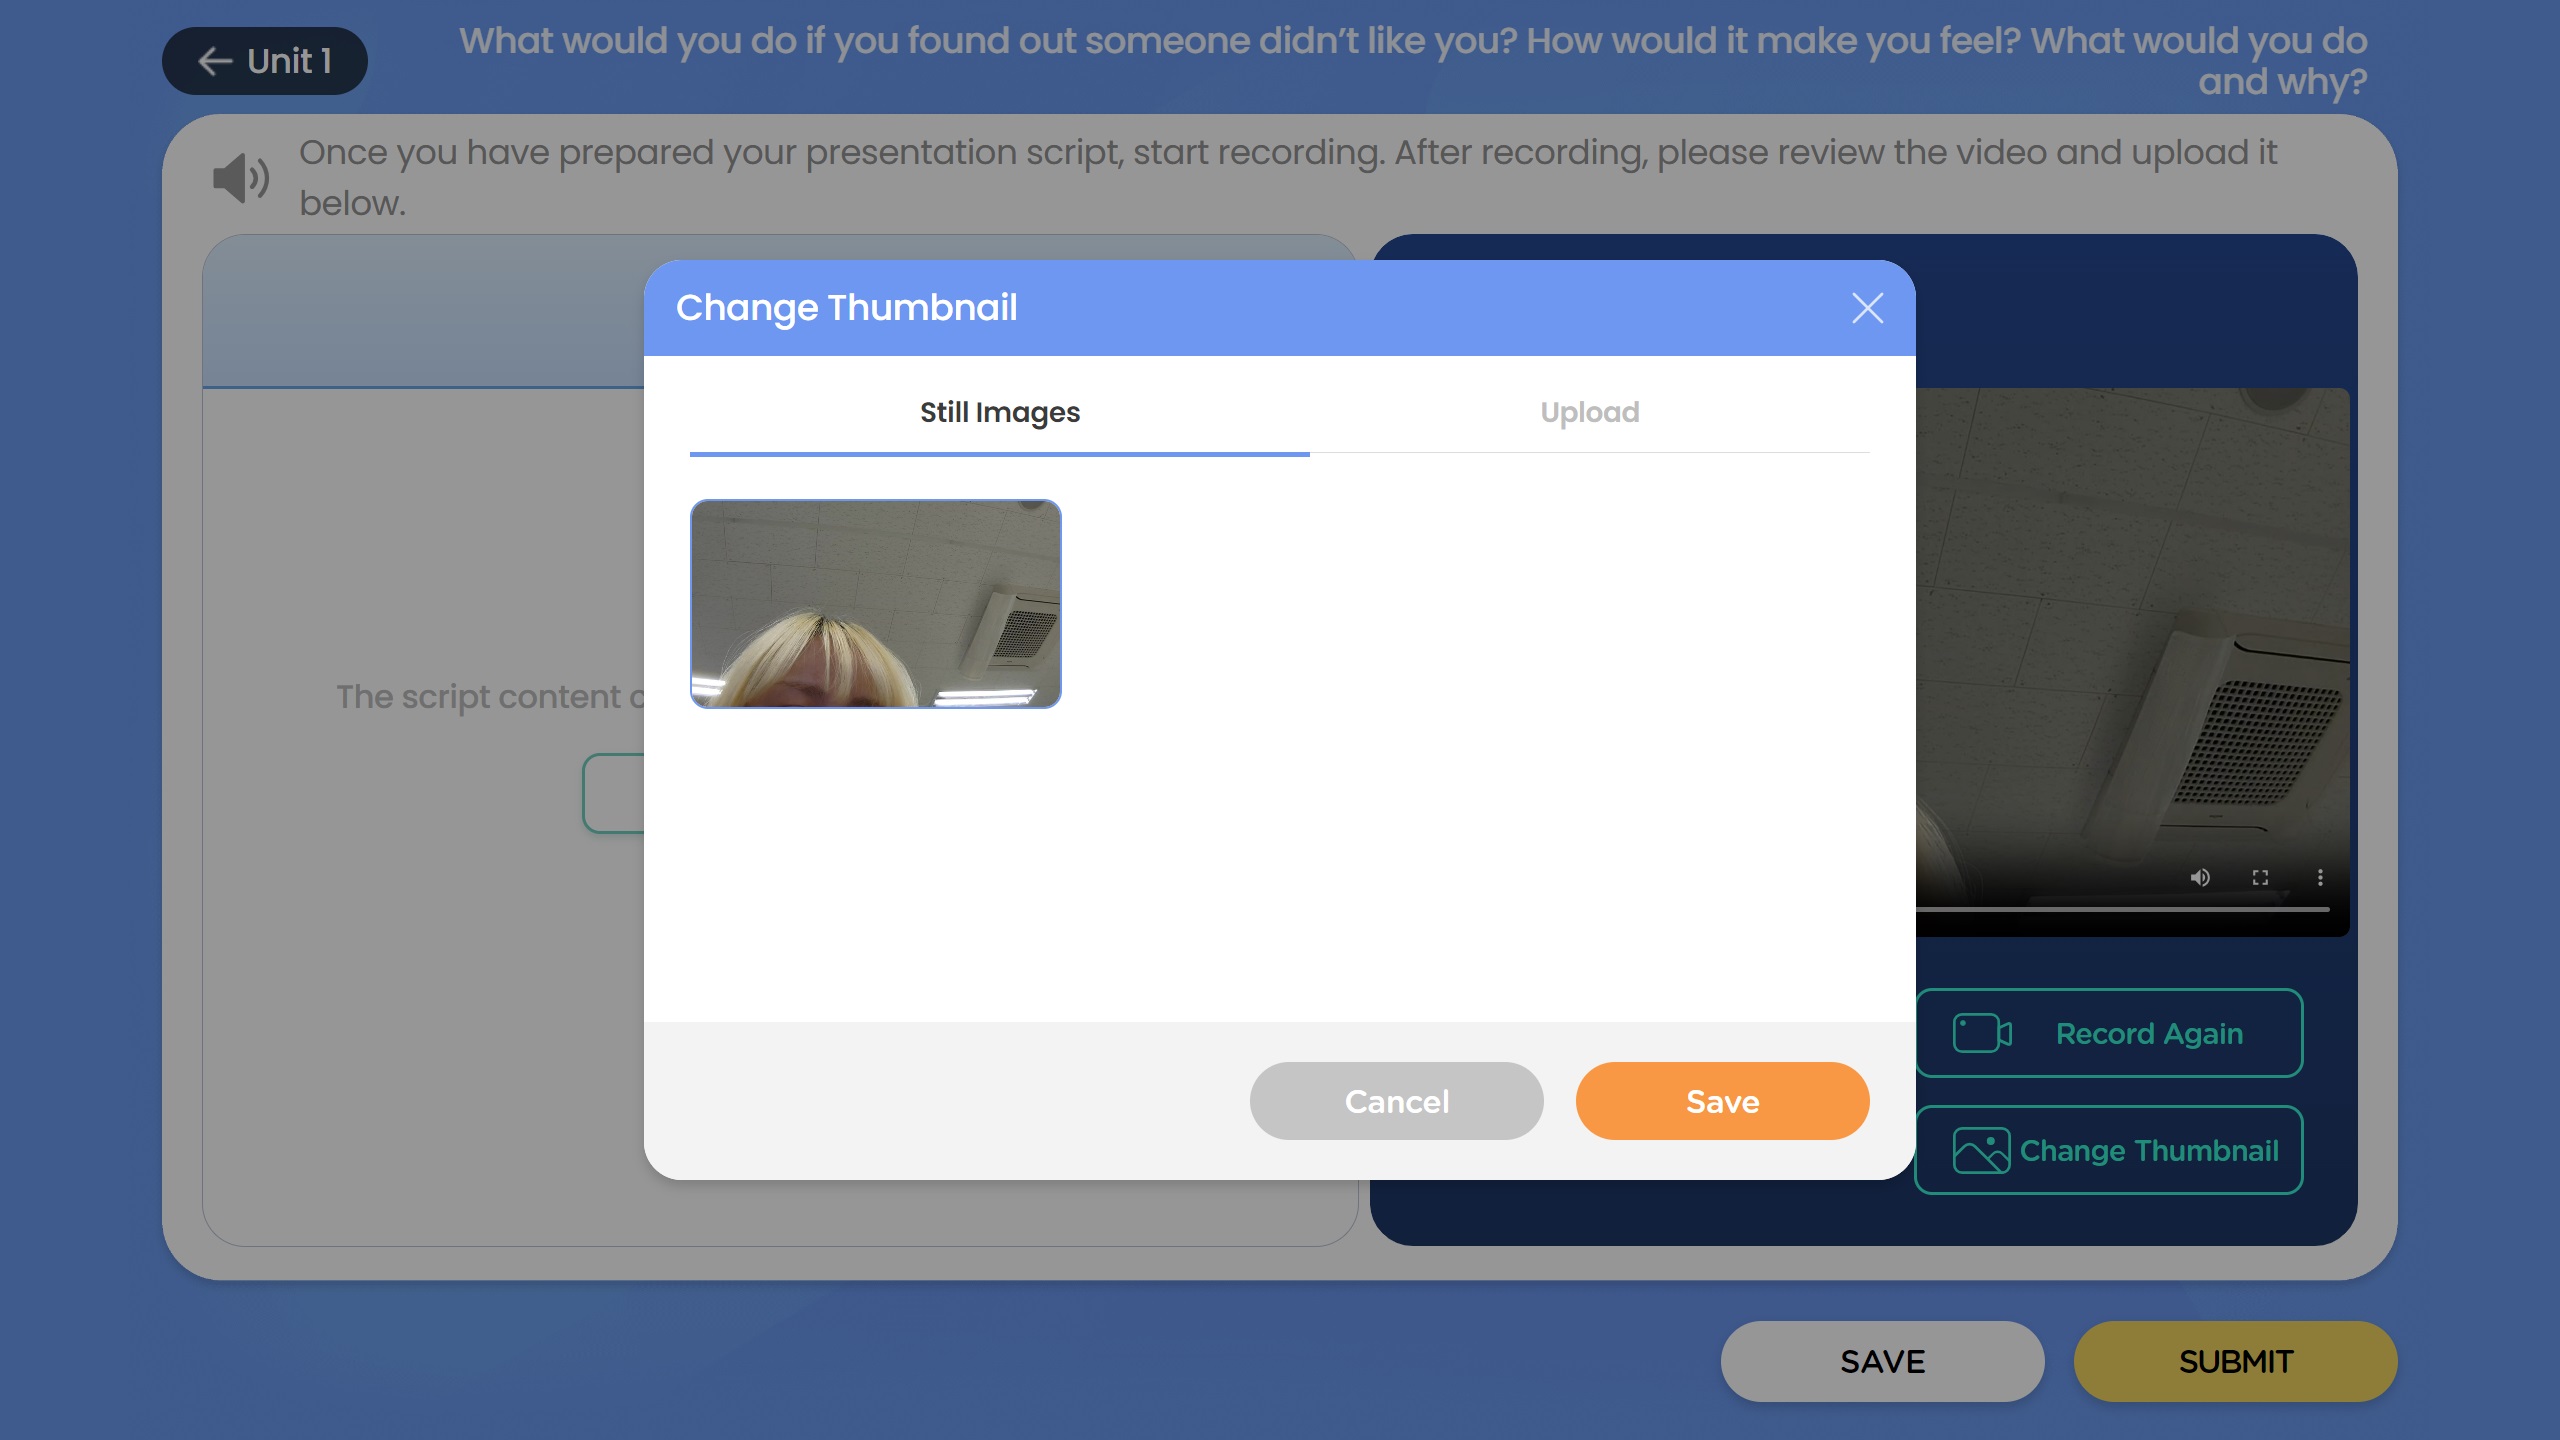 Unit 1
What would you do if you found out someone didn't like you? How would it make you feel? What would you do
and why?
Once you have prepared your presentation script, start recording. After recording, please review the video and upload it
below.
Change Thumbnail
Still Images
Upload
The script content
Cancel
Save
Record Again
Change Thumbnail
SAVE
SUBMIT